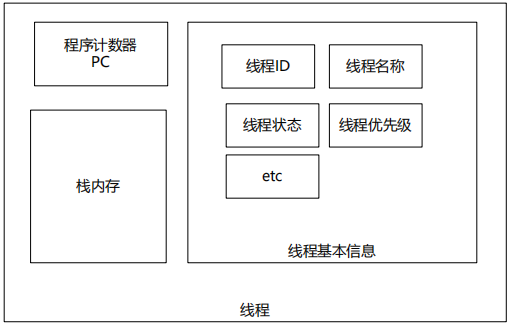 程序计数器
PC
栈内存
线程ID
线程名称
线程状态
线程优先级
etc
线程基本信息
线程